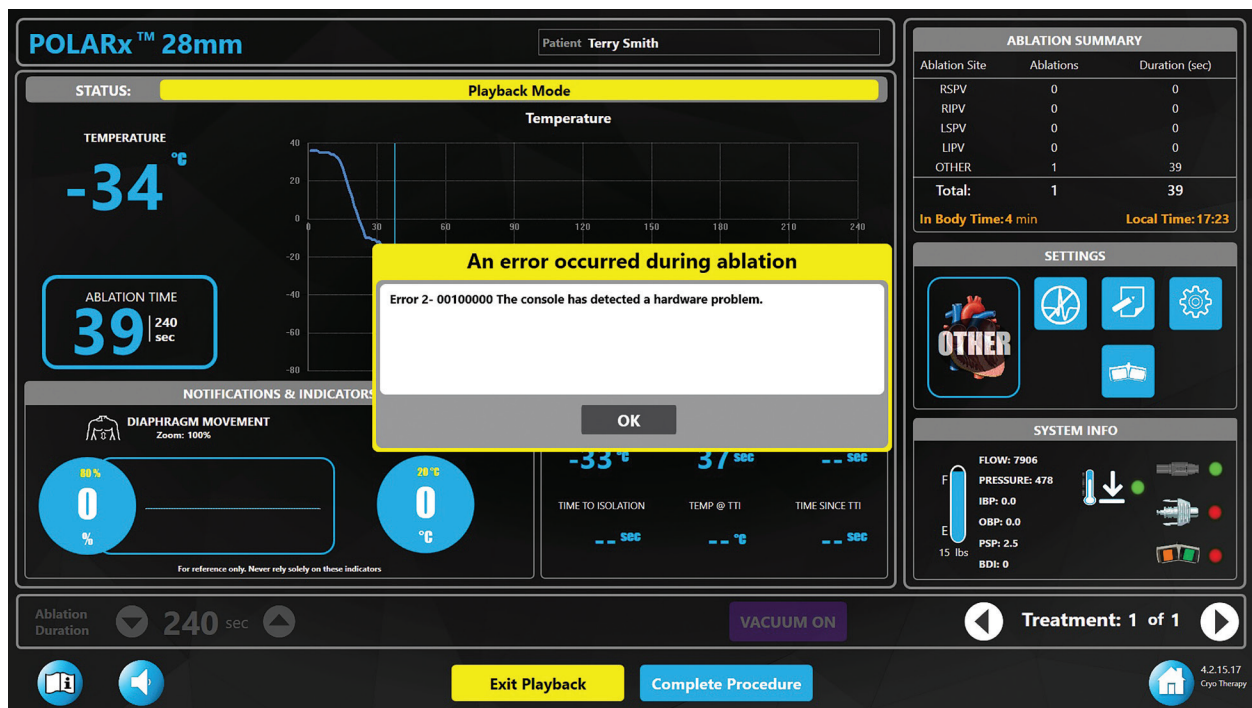 POLARx™ 28mm
Patient Terry Smith
STATUS: Playback Mode
TEMPERATURE
-34 °C
Temperature
40
20
0
-20
-40
-60
-80
0 30 60 90 120 150 180 210 240
ABLATION TIME
39 240 sec
An error occurred during ablation
Error 2- 00100000 The console has detected a hardware problem.
OK
NOTIFICATIONS & INDICATORS
DIAPHRAGM MOVEMENT
Zoom: 100%
80 %
0
%
20 °C
0
°C
For reference only. Never rely solely on these indicators
-33 °C 37 sec -- sec
TIME TO ISOLATION TEMP @ TTI TIME SINCE TTI
-- sec -- °C -- sec
ABLATION SUMMARY
Ablation Site Ablations Duration (sec)
RSPV 0 0
RIPV 0 0
LSPV 0 0
LIPV 0 0
OTHER 1 39
Total: 1 39
In Body Time: 4 min Local Time: 17:23
SETTINGS
OTHER
SYSTEM INFO
F
E
15 lbs
FLOW: 7906
PRESSURE: 478
IBP: 0.0
OBP: 0.0
PSP: 2.5
BDI: 0
Ablation
Duration
240 sec
VACUUM ON
Treatment: 1 of 1
Exit Playback
Complete Procedure
4.2.15.17
Cryo Therapy